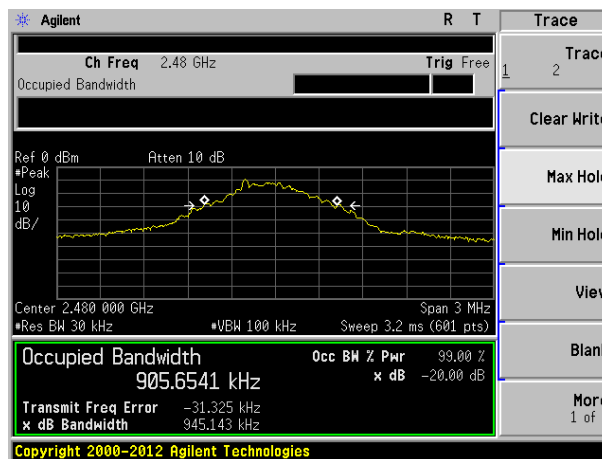 Agilent R T Trace
Ch Freq 2.48 GHz Trig Free
Occupied Bandwidth
Trace
1 2
Clear Write
Max Hold
Min Hold
View
Blank
More
1 of
Ref 0 dBm Atten 10 dB
#Peak
Log
10
dB/
Center 2.480 000 GHz Span 3 MHz
#Res BW 30 kHz #VBW 100 kHz Sweep 3.2 ms (601 pts)
Occupied Bandwidth Occ BW % Pwr 99.00 %
905.6541 kHz x dB -20.00 dB
Transmit Freq Error -31.325 kHz
x dB Bandwidth 945.143 kHz
Copyright 2000-2012 Agilent Technologies